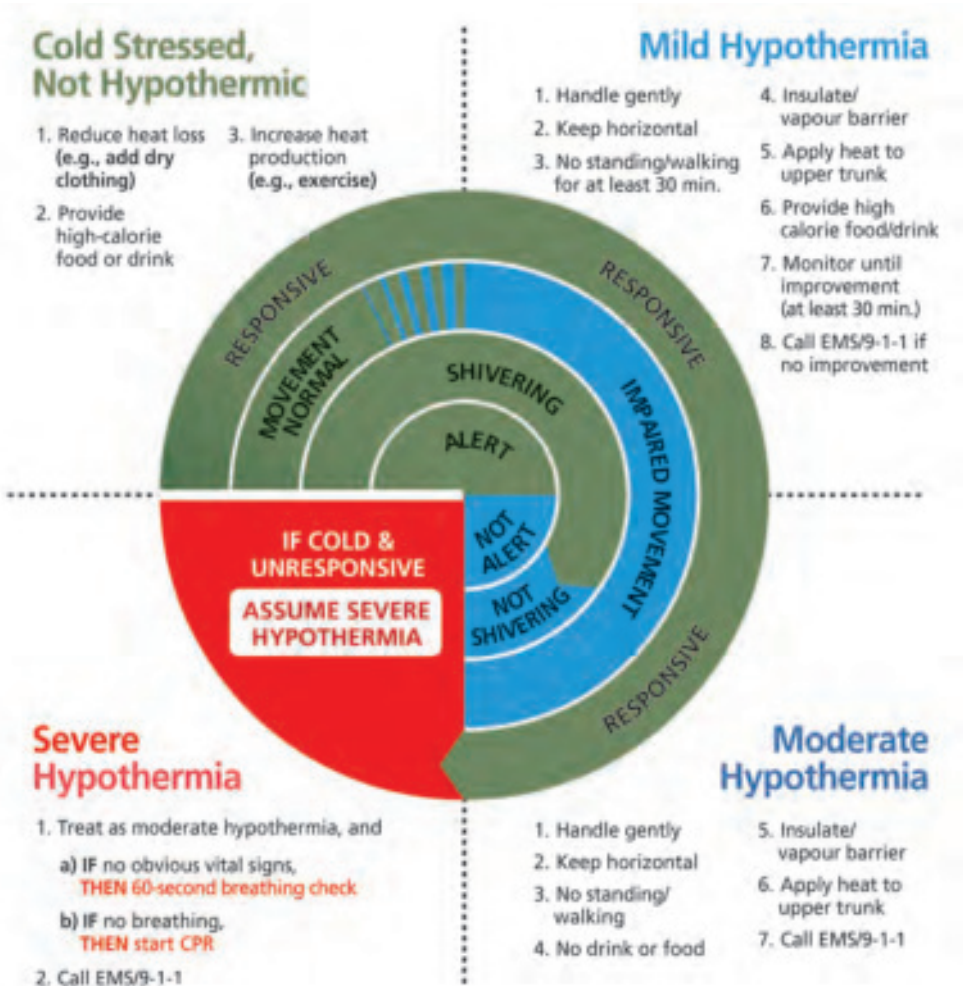 Cold Stressed,
Not Hypothermic
1. Reduce heat loss
(e.g., add dry
clothing)
2. Provide
high-calorie
food or drink
3. Increase heat
production
(e.g., exercise)
Mild Hypothermia
1. Handle gently
2. Keep horizontal
3. No standing/walking
for at least 30 min.
4. Insulate/
vapour barrier
5. Apply heat to
upper trunk
6. Provide high
calorie food/drink
7. Monitor until
improvement
(at least 30 min.)
8. Call EMS/9-1-1 if
no improvement
RESPONSIVE
RESPONSIVE
MOVEMENT
NORMAL
SHIVERING
ALERT
IMPAIRED MOVEMENT
NOT
ALERT
NOT
SHIVERING
RESPONSIVE
IF COLD &
UNRESPONSIVE
ASSUME SEVERE
HYPOTHERMIA
Severe
Hypothermia
1. Treat as moderate hypothermia, and
a) IF no obvious vital signs,
THEN 60-second breathing check
b) IF no breathing,
THEN start CPR
2. Call EMS/9-1-1
Moderate
Hypothermia
1. Handle gently
2. Keep horizontal
3. No standing/
walking
4. No drink or food
5. Insulate/
vapour barrier
6. Apply heat to
upper trunk
7. Call EMS/9-1-1